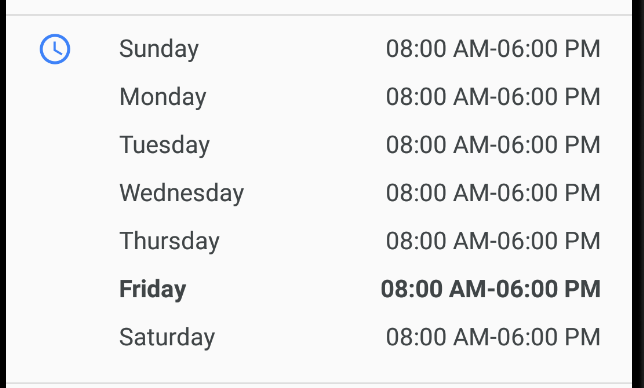 Sunday 08:00 AM-06:00 PM
Monday 08:00 AM-06:00 PM
Tuesday 08:00 AM-06:00 PM
Wednesday 08:00 AM-06:00 PM
Thursday 08:00 AM-06:00 PM
Friday 08:00 AM-06:00 PM
Saturday 08:00 AM-06:00 PM